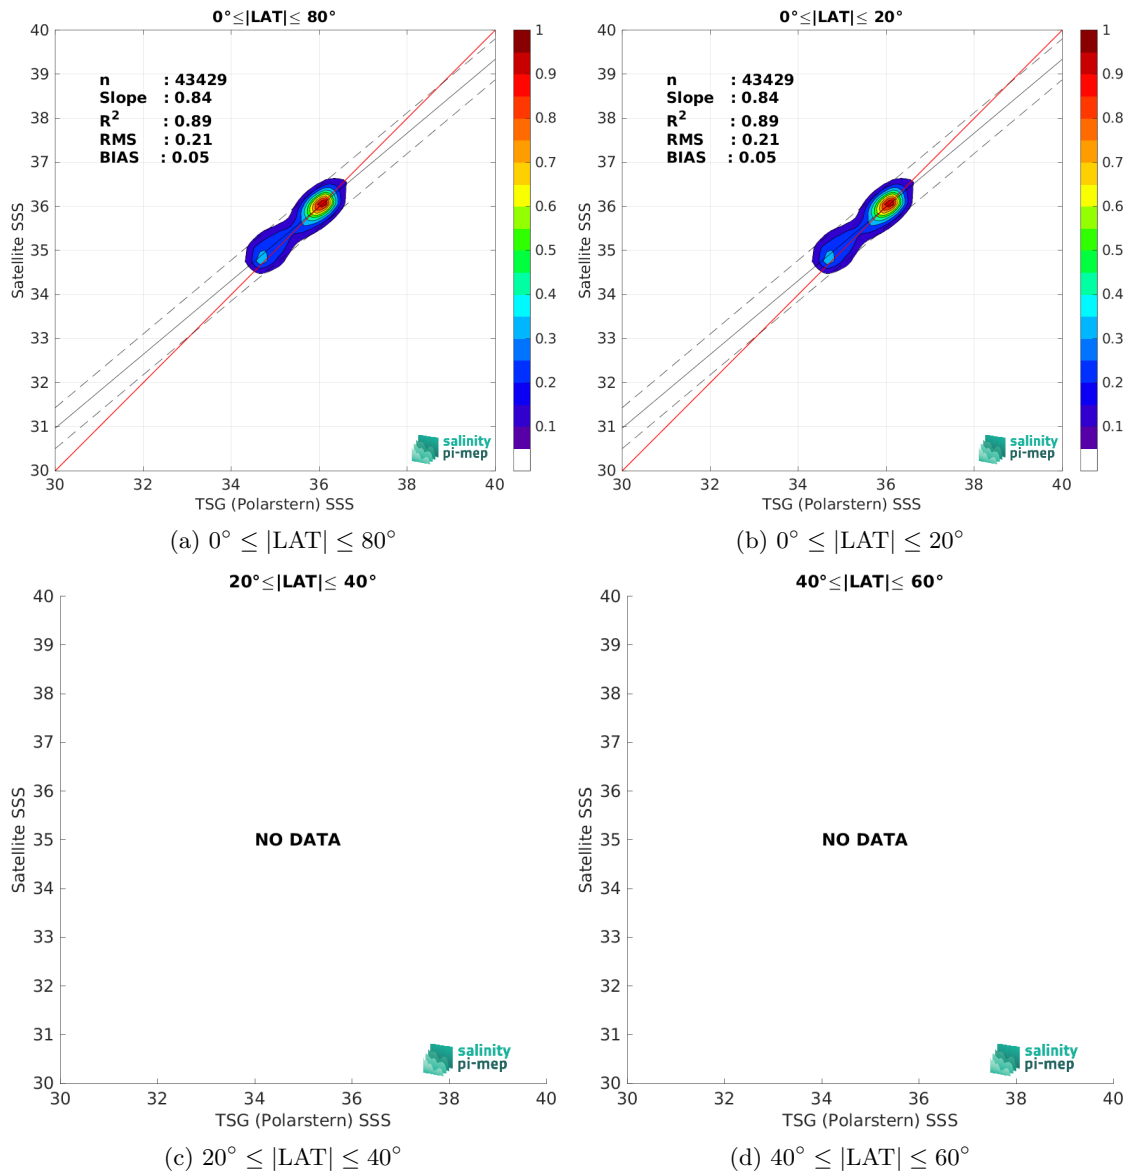 0°≤|LAT|≤ 80°
40
39
38
37
36
35
34
33
32
31
30
n : 43429
Slope : 0.84
R2 : 0.89
RMS : 0.21
BIAS : 0.05
1
0.9
0.8
0.7
0.6
0.5
0.4
0.3
0.2
0.1
Satellite SSS
salinity
pi-mep
30 32 34 36 38 40
TSG (Polarstern) SSS
(a) 0° ≤ |LAT| ≤ 80°
0°≤|LAT|≤ 20°
40
39
38
37
36
35
34
33
32
31
30
n : 43429
Slope : 0.84
R2 : 0.89
RMS : 0.21
BIAS : 0.05
1
0.9
0.8
0.7
0.6
0.5
0.4
0.3
0.2
0.1
Satellite SSS
salinity
pi-mep
30 32 34 36 38 40
TSG (Polarstern) SSS
(b) 0° ≤ |LAT| ≤ 20°
20°≤|LAT|≤ 40°
40
39
38
37
36
35
34
33
32
31
30
Satellite SSS
NO DATA
salinity
pi-mep
30 32 34 36 38 40
TSG (Polarstern) SSS
(c) 20° ≤ |LAT| ≤ 40°
40°≤|LAT|≤ 60°
40
39
38
37
36
35
34
33
32
31
30
Satellite SSS
NO DATA
salinity
pi-mep
30 32 34 36 38 40
TSG (Polarstern) SSS
(d) 40° ≤ |LAT| ≤ 60°